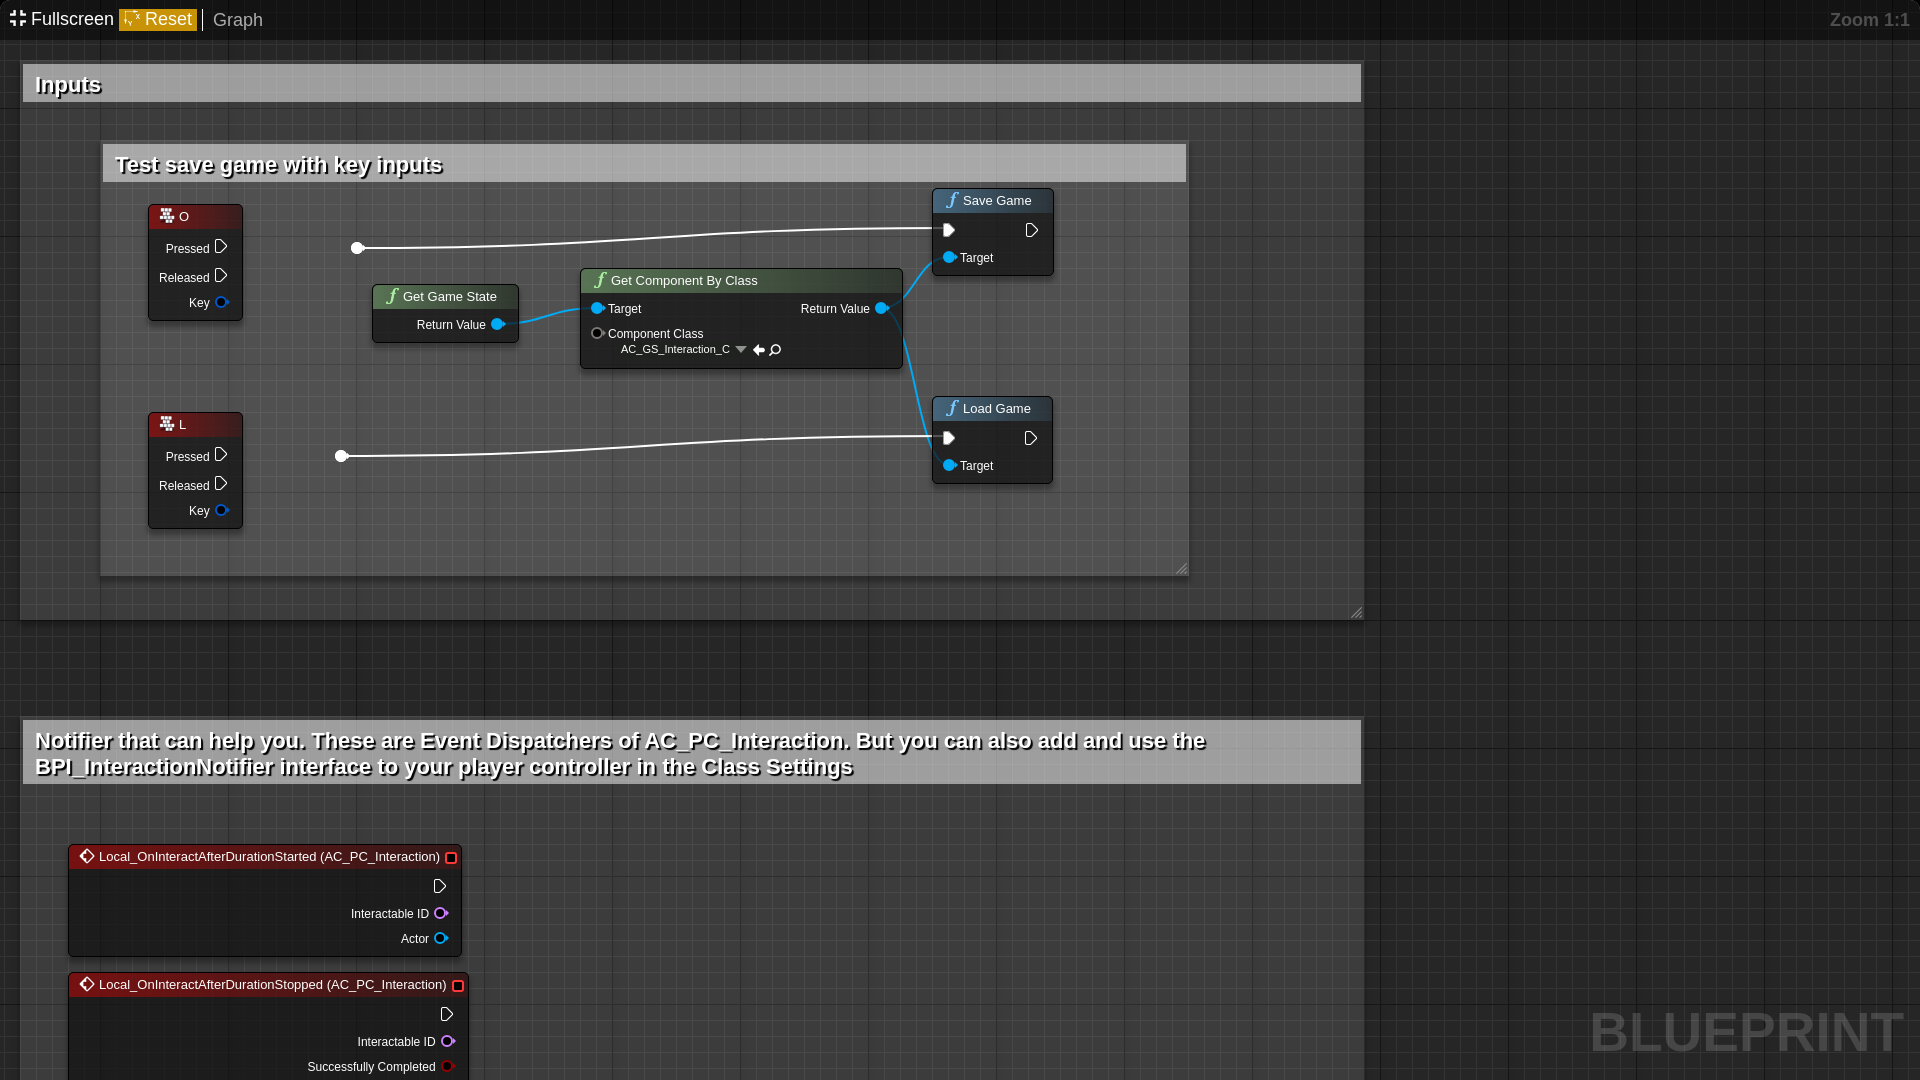 Fullscreen Reset Graph Zoom 1:1
Inputs
Test save game with key inputs
O
Pressed
Released
Key
Get Game State
Return Value
Get Component By Class
Target Return Value
Component Class
AC_GS_Interaction_C
Save Game
Target
L
Pressed
Released
Key
Load Game
Target
Notifier that can help you. These are Event Dispatchers of AC_PC_Interaction. But you can also add and use the
BPI_InteractionNotifier interface to your player controller in the Class Settings
Local_OnInteractAfterDurationStarted (AC_PC_Interaction)
Interactable ID
Actor
Local_OnInteractAfterDurationStopped (AC_PC_Interaction)
Interactable ID
Successfully Completed
BLUEPRINT